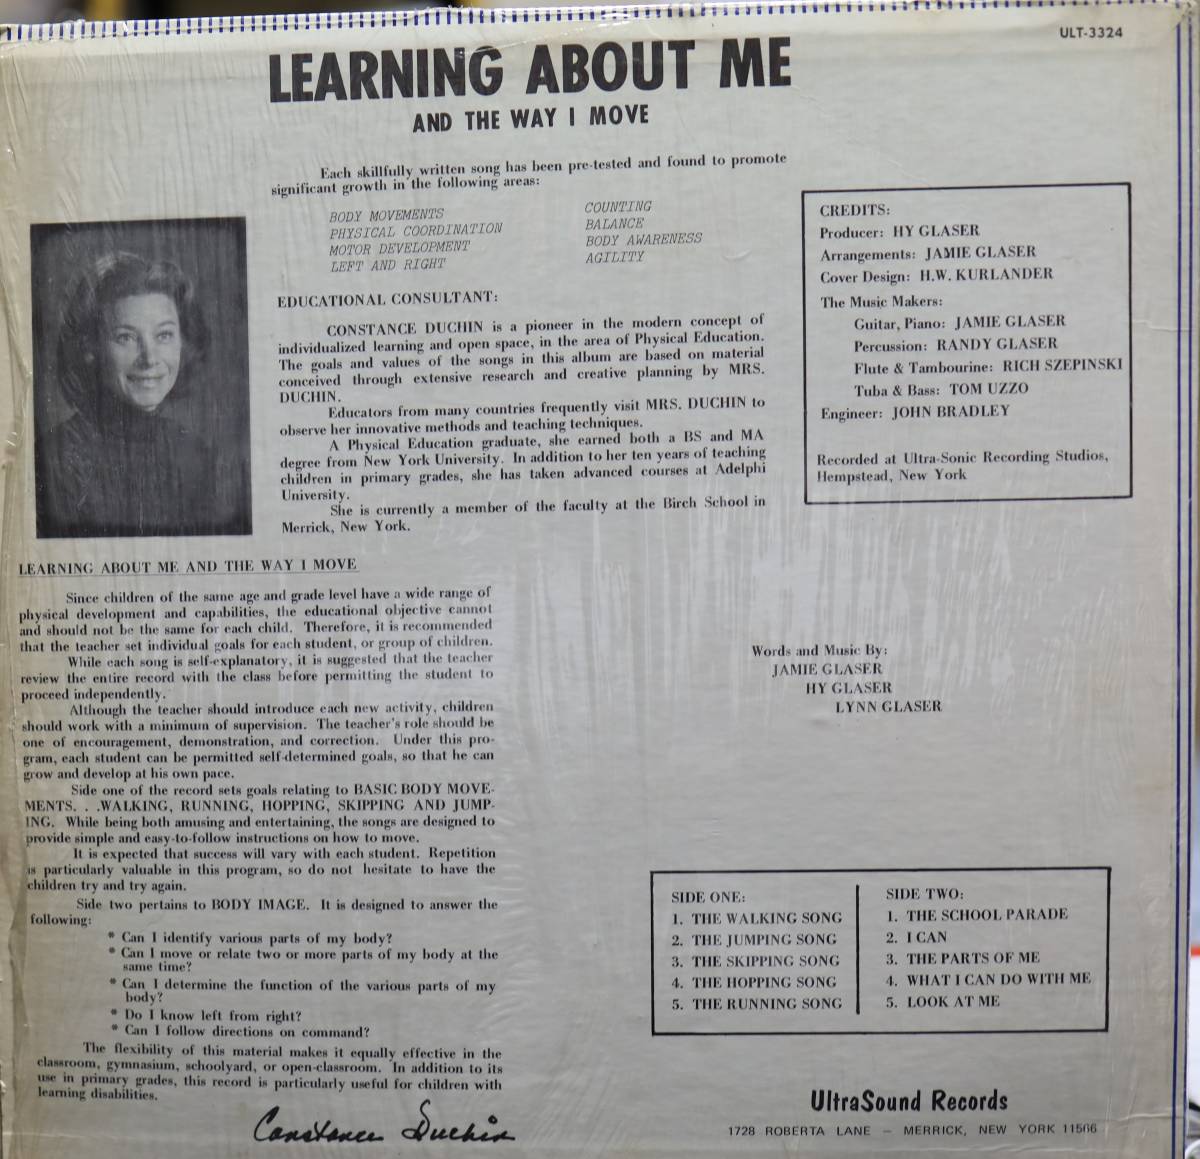 ULT-3324
LEARNING ABOUT ME
AND THE WAY I MOVE
Each skillfully written song has been pre-tested and found to promote
significant growth in the following areas:
BODY MOVEMENTS
PHYSICAL COORDINATION
MOTOR DEVELOPMENT
LEFT AND RIGHT
COUNTING
BALANCE
BODY AWARENESS
AGILITY
EDUCATIONAL CONSULTANT:
CONSTANCE DUCHIN is a pioneer in the modern concept of
individualized learning and open space, in the area of Physical Education.
The goals and values of the songs in this album are based on material
conceived through extensive research and creative planning by MRS.
DUCHIN.
Educators from many countries frequently visit MRS. DUCHIN to
observe her innovative methods and teaching techniques.
A Physical Education graduate, she earned both a BS and MA
degree from New York University. In addition to her ten years of teaching
children in primary grades, she has taken advanced courses at Adelphi
University.
She is currently a member of the faculty at the Birch School in
Merrick, New York.
CREDITS:
Producer: HY GLASER
Arrangements: JAMIE GLASER
Cover Design: H.W. KURLANDER
The Music Makers:
Guitar, Piano: JAMIE GLASER
Percussion: RANDY GLASER
Flute & Tambourine: RICH SZEPINSKI
Tuba & Bass: TOM UZZO
Engineer: JOHN BRADLEY
Recorded at Ultra-Sonic Recording Studios,
Hempstead, New York
LEARNING ABOUT ME AND THE WAY I MOVE
Since children of the same age and grade level have a wide range of
physical development and capabilities, the educational objective cannot
and should not be the same for each child. Therefore, it is recommended
that the teacher set individual goals for each student, or group of children.
While each song is self-explanatory, it is suggested that the teacher
review the entire record with the class before permitting the student to
proceed independently.
Although the teacher should introduce each new activity, children
should work with a minimum of supervision. The teacher's role should be
one of encouragement, demonstration, and correction. Under this pro-
gram, each student can be permitted self-determined goals, so that he can
grow and develop at his own pace.
Side one of the record sets goals relating to BASIC BODY MOVE-
MENTS. . .WALKING, RUNNING, HOPPING, SKIPPING AND JUMP-
ING. While being both amusing and entertaining, the songs are designed to
provide simple and easy-to-follow instructions on how to move.
It is expected that success will vary with each student. Repetition
is particularly valuable in this program, so do not hesitate to have the
children try and try again.
Side two pertains to BODY IMAGE. It is designed to answer the
following:
* Can I identify various parts of my body?
* Can I move or relate two or more parts of my body at the
same time?
* Can I determine the function of the various parts of my
body?
* Do I know left from right?
* Can I follow directions on command?
The flexibility of this material makes it equally effective in the
classroom, gymnasium, schoolyard, or open-classroom. In addition to its
use in primary grades, this record is particularly useful for children with
learning disabilities.
Constance Duchin
Words and Music By:
JAMIE GLASER
HY GLASER
LYNN GLASER
SIDE ONE:
1. THE WALKING SONG
2. THE JUMPING SONG
3. THE SKIPPING SONG
4. THE HOPPING SONG
5. THE RUNNING SONG
SIDE TWO:
1. THE SCHOOL PARADE
2. I CAN
3. THE PARTS OF ME
4. WHAT I CAN DO WITH ME
5. LOOK AT ME
UltraSound Records
1728 ROBERTA LANE – MERRICK, NEW YORK 11566